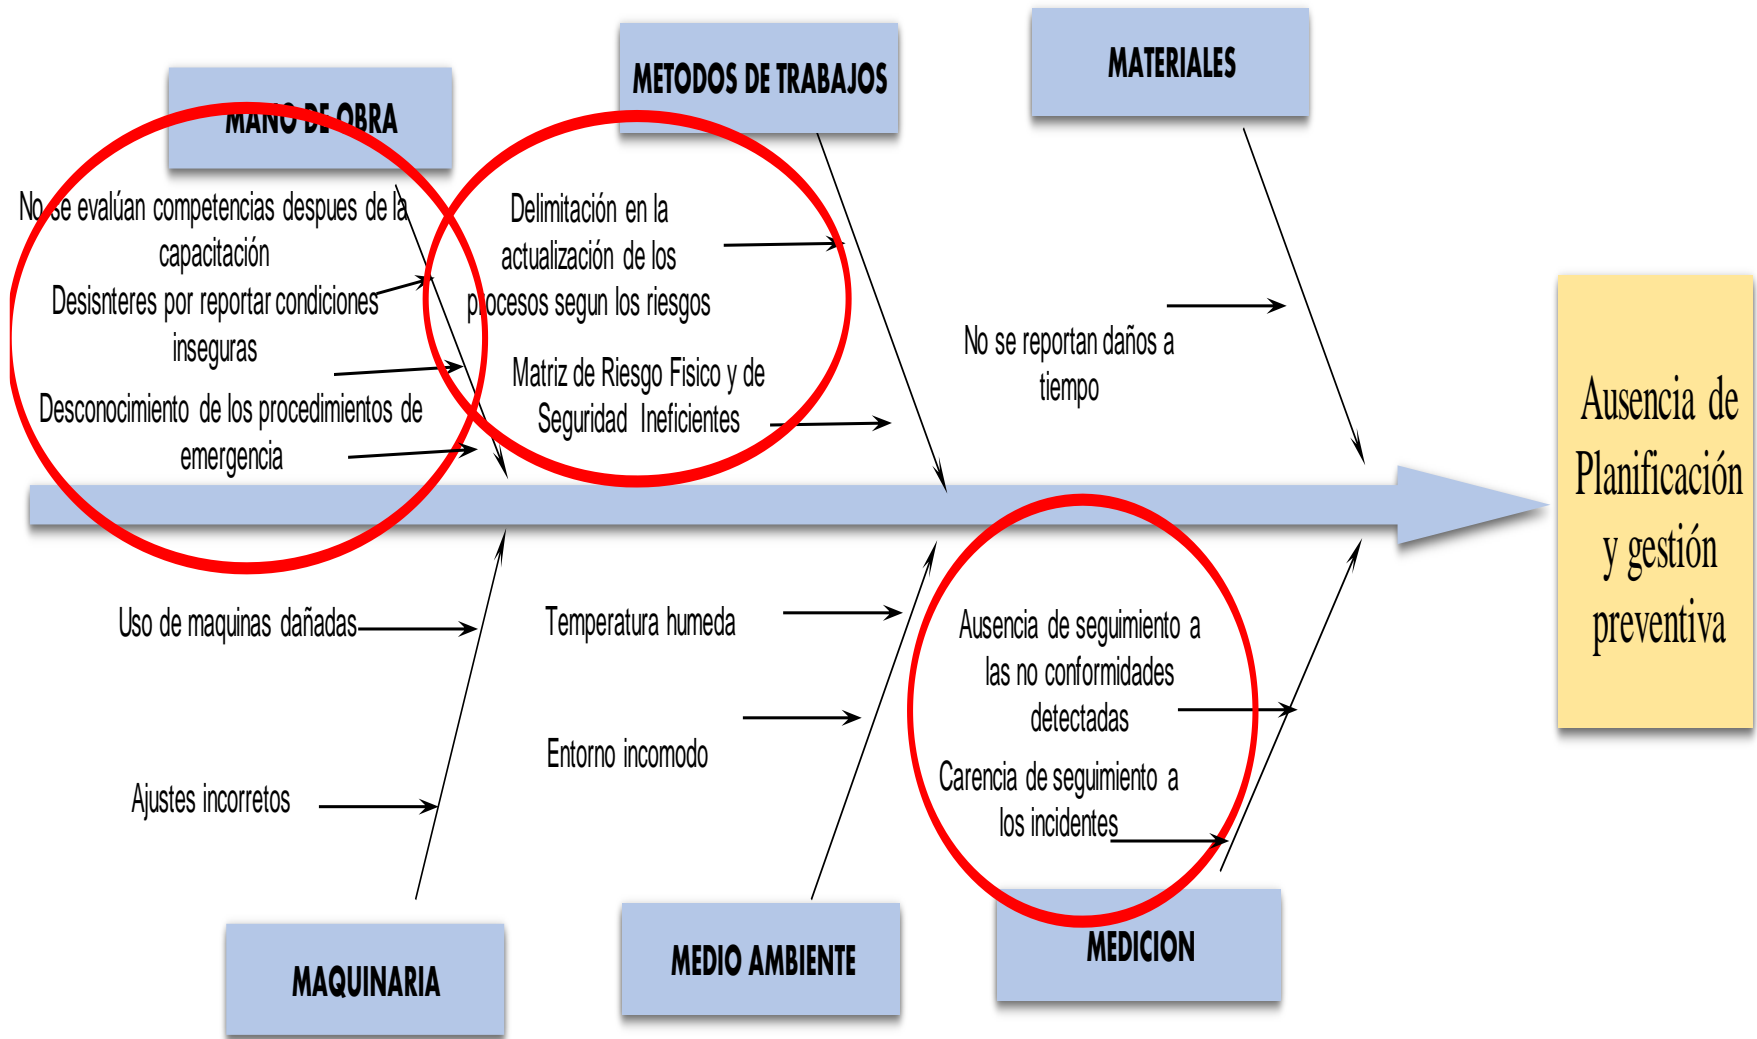 MANO DE OBRA
METODOS DE TRABAJOS
MATERIALES
No se evalúan competencias despues de la
capacitación
Desisnteres por reportar condiciones
inseguras
Desconocimiento de los procedimientos de
emergencia
Delimitación en la
actualización de los
procesos segun los riesgos
Matriz de Riesgo Fisico y de
Seguridad Ineficientes
No se reportan daños a
tiempo
Ausencia de
Planificación
y gestión
preventiva
Uso de maquinas dañadas
Ajustes incorretos
Temperatura humeda
Entorno incomodo
Ausencia de seguimiento a
las no conformidades
detectadas
Carencia de seguimiento a
los incidentes
MAQUINARIA
MEDIO AMBIENTE
MEDICION